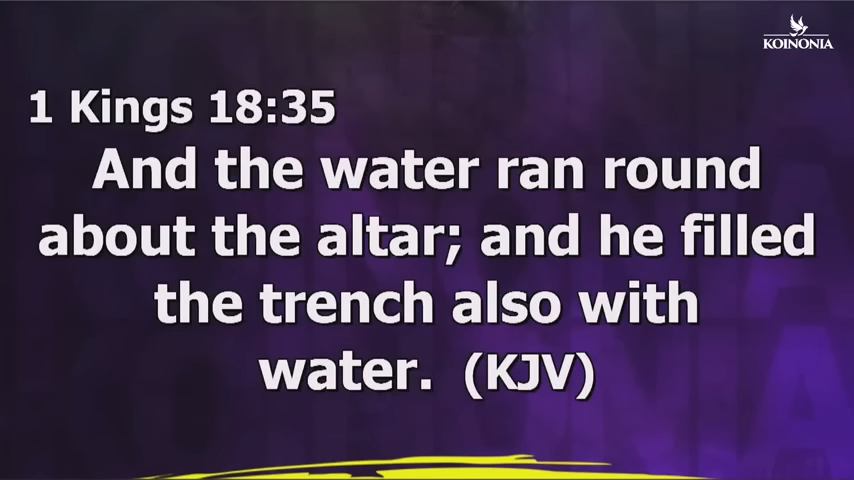 KOINONIA
1 Kings 18:35
And the water ran round
about the altar; and he filled
the trench also with
water. (KJV)